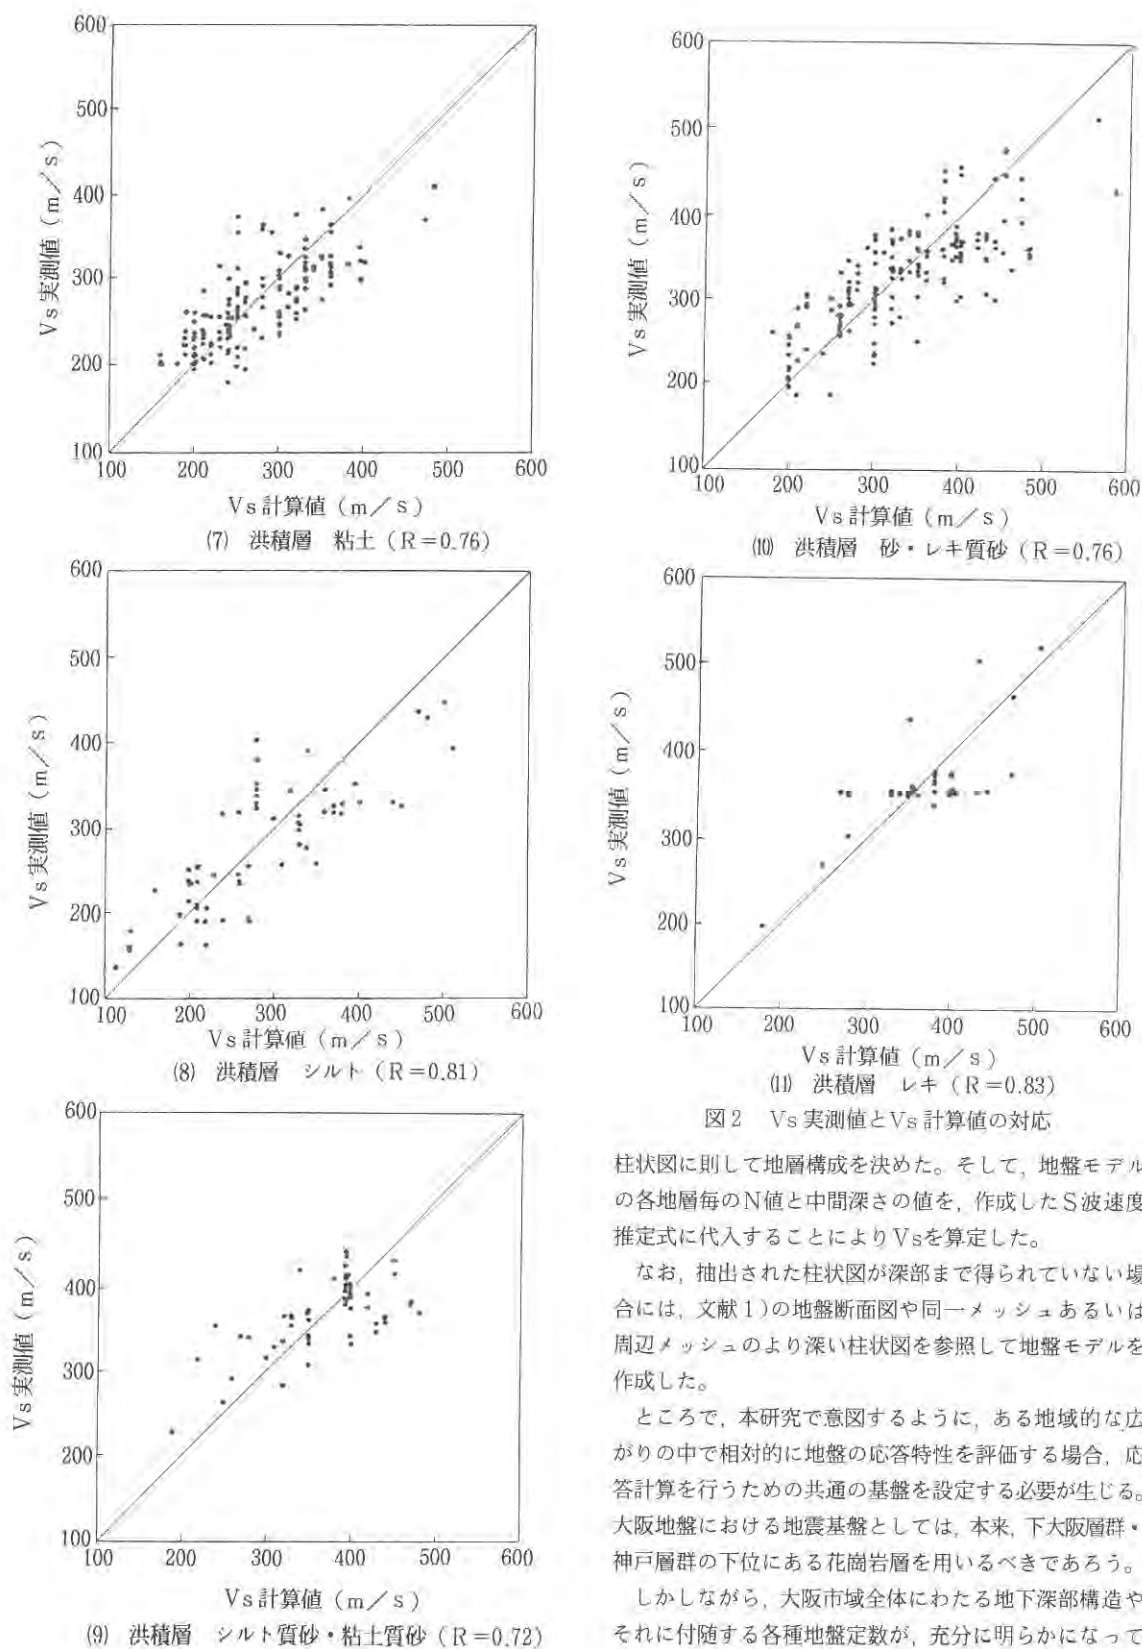 600
500
400
300
200
100
Vs実測値(m/s)
100 200 300 400 500 600
Vs計算値(m/s)
(7) 洪積層 粘土(R=0.76)
600
500
400
300
200
100
Vs実測値(m/s)
100 200 300 400 500 600
Vs計算値(m/s)
(8) 洪積層 シルト(R=0.81)
600
500
400
300
200
100
Vs実測値(m/s)
100 200 300 400 500 600
Vs計算値(m/s)
(9) 洪積層 シルト質砂・粘土質砂(R=0.72)
600
500
400
300
200
100
Vs実測値(m/s)
100 200 300 400 500 600
Vs計算値(m/s)
(10) 洪積層 砂・レキ質砂(R=0.76)
600
500
400
300
200
100
Vs実測値(m/s)
100 200 300 400 500 600
Vs計算値(m/s)
(11) 洪積層 レキ(R=0.83)
図2 Vs実測値とVs計算値の対応
柱状図に則して地層構成を決めた。そして,地盤モデル
の各地層毎のN値と中間深さの値を,作成したS波速度
推定式に代入することによりVsを算定した。
なお,抽出された柱状図が深部まで得られていない場
合には,文献1)の地盤断面図や同一メッシュあるいは
周辺メッシュのより深い柱状図を参照して地盤モデルを
作成した。
ところで,本研究で意図するように,ある地域的な広
がりの中で相対的に地盤の応答特性を評価する場合,応
答計算を行うための共通の基盤を設定する必要が生じる。
大阪地盤における地震基盤としては,本来,下大阪層群・
神戸層群の下位にある花崗岩層を用いるべきであろう。
しかしながら,大阪市域全体にわたる地下深部構造や
それに付随する各種地盤定数が,充分に明らかになって